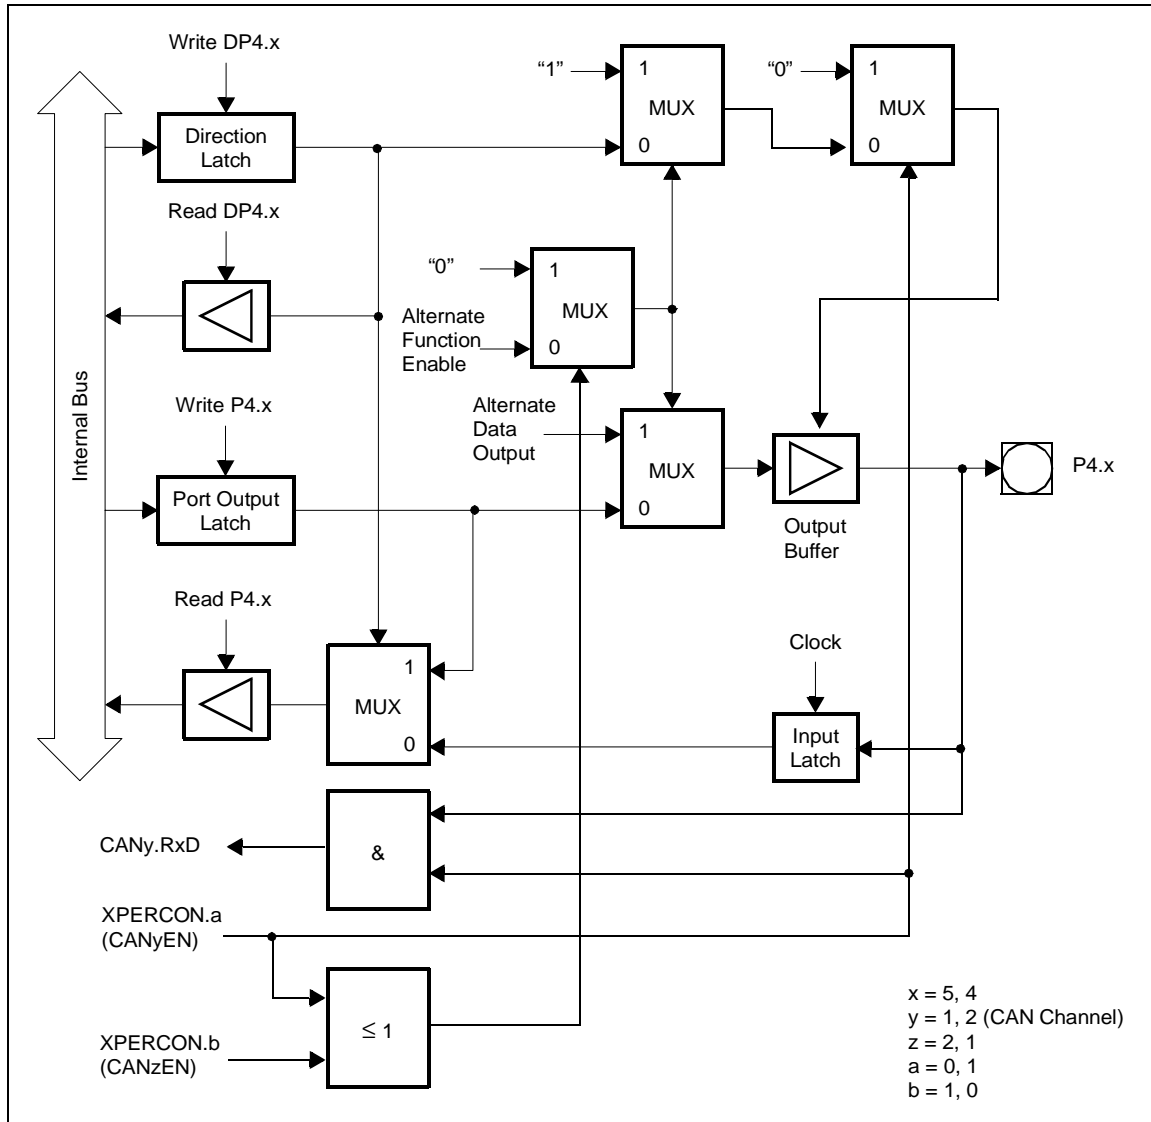 Write DP4.x
Direction
Latch
Read DP4.x
Internal Bus
Write P4.x
Port Output
Latch
Read P4.x
“1”
1
MUX
0
“0”
1
MUX
0
“0”
1
MUX
0
Alternate
Function
Enable
Alternate
Data
Output
1
MUX
0
Output
Buffer
P4.x
1
MUX
0
Clock
Input
Latch
CANy.RxD
&
XPERCON.a
(CANyEN)
≤ 1
XPERCON.b
(CANzEN)
x = 5, 4
y = 1, 2 (CAN Channel)
z = 2, 1
a = 0, 1
b = 1, 0